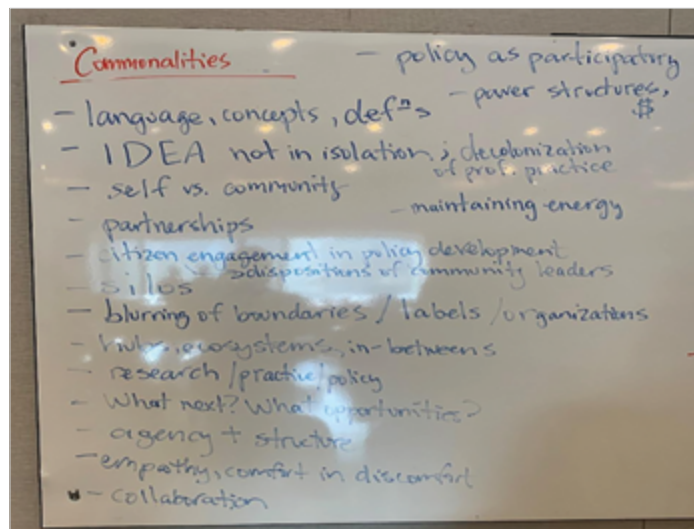 Commonalities
- policy as participatory
- power structures, $
- language, concepts, defⁿs
- IDEA not in isolation ; decolonization
of prof. practice
- self vs. community
- maintaining energy
- partnerships
- citizen engagement in policy development
>dispositions of community leaders
- silos
- blurring of boundaries / labels / organizations
- hubs, ecosystems, in-betweens
- research / practice / policy
- What next? What opportunities?
- agency + structure
- empathy, comfort in discomfort
- collaboration